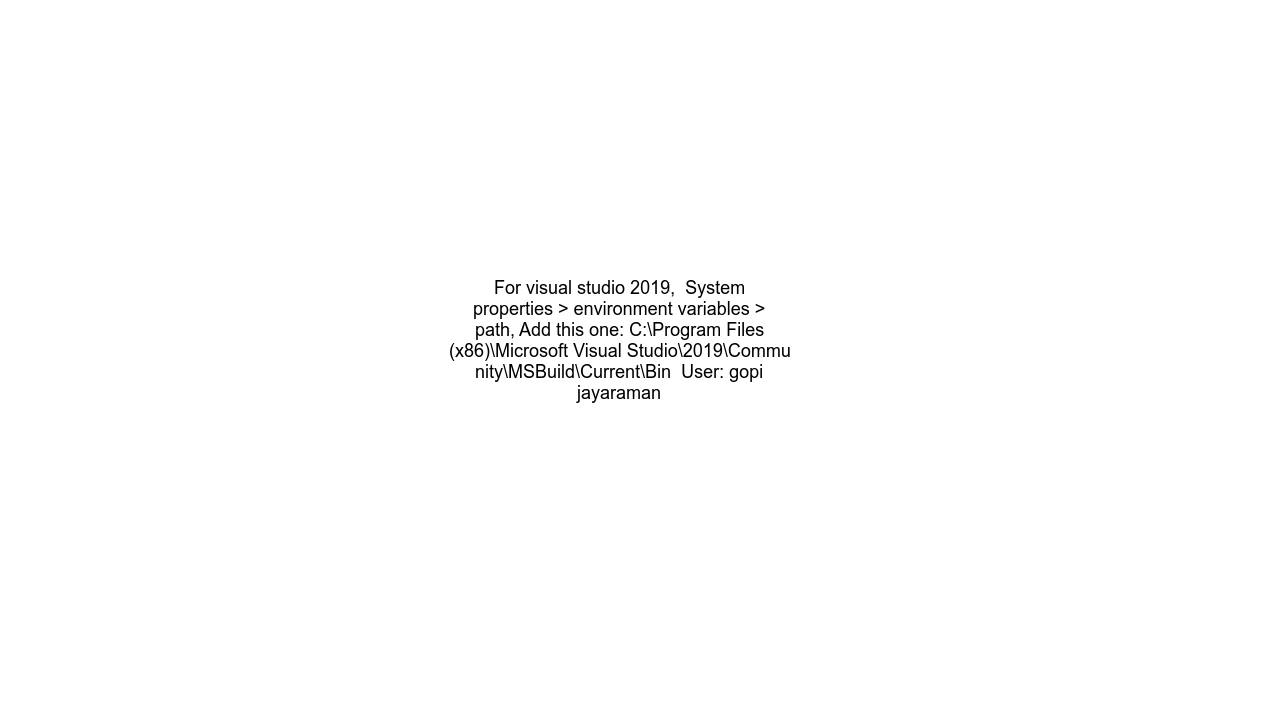 For visual studio 2019,  System
properties > environment variables >
path, Add this one: C:\Program Files
(x86)\Microsoft Visual Studio\2019\Commu
nity\MSBuild\Current\Bin  User: gopi
jayaraman